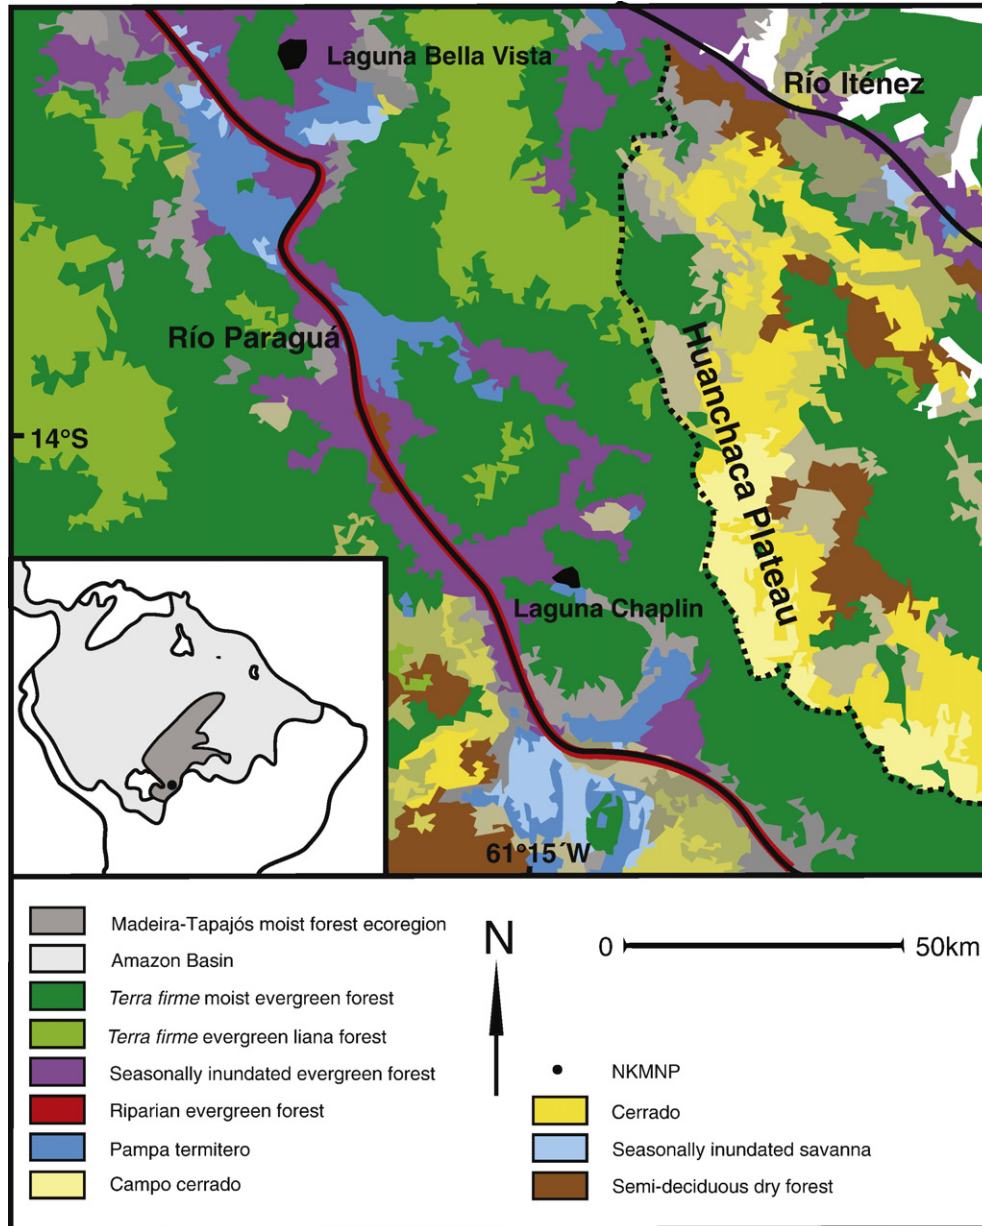 Laguna Bella Vista
Río Iténez
Río Paraguá
Huanchaca Plateau
14°S
Laguna Chaplin
61°15´W
Madeira-Tapajós moist forest ecoregion
Amazon Basin
Terra firme moist evergreen forest
Terra firme evergreen liana forest
Seasonally inundated evergreen forest
Riparian evergreen forest
Pampa termitero
Campo cerrado
N
0 50km
NKMNP
Cerrado
Seasonally inundated savanna
Semi-deciduous dry forest